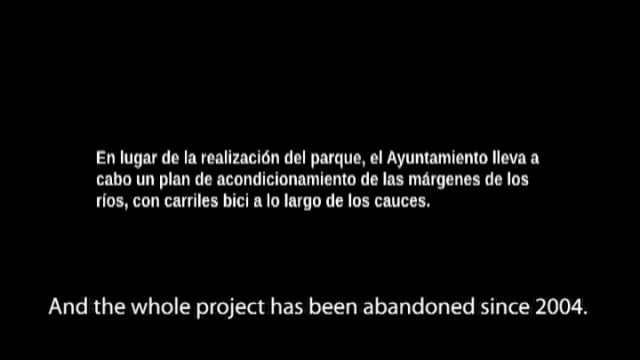 En lugar de la realización del parque, el Ayuntamiento lleva a
cabo un plan de acondicionamiento de las márgenes de los
ríos, con carriles bici a lo largo de los cauces.
And the whole project has been abandoned since 2004.